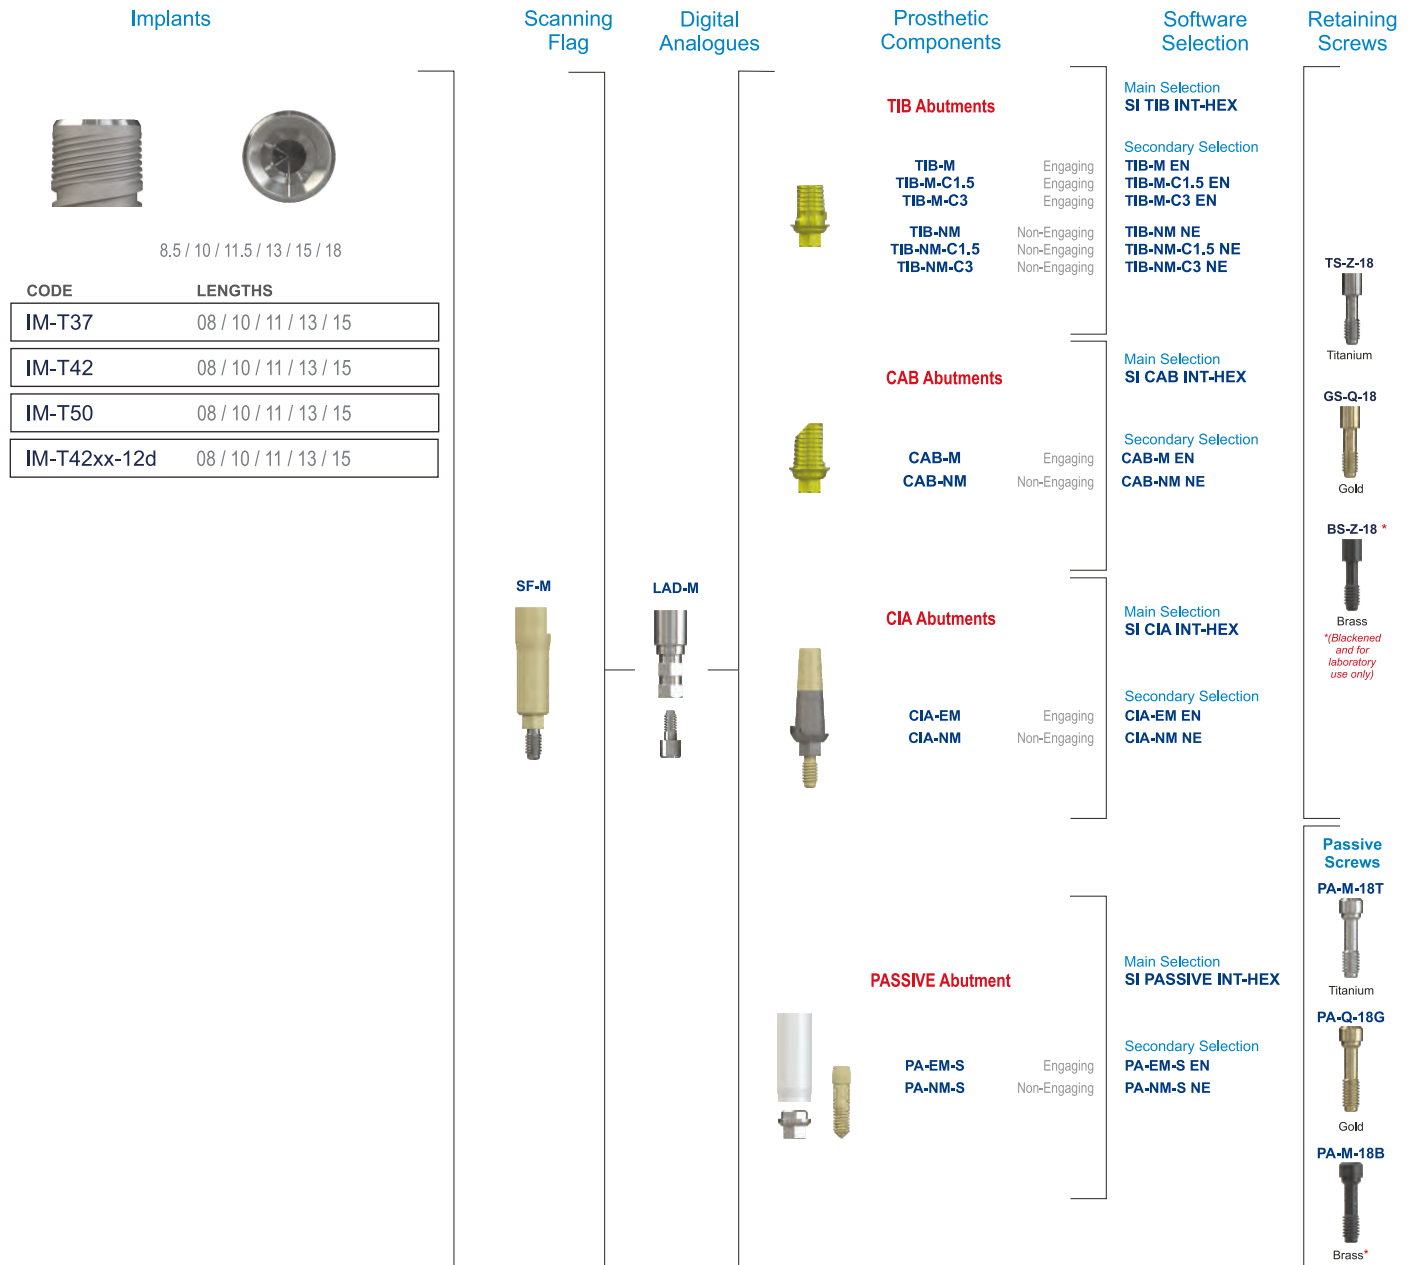 Implants
Scanning
Flag
Digital
Analogues
Prosthetic
Components
Software
Selection
Retaining
Screws
8.5 / 10 / 11.5 / 13 / 15 / 18
CODE LENGTHS
IM-T37 08 / 10 / 11 / 13 / 15
IM-T42 08 / 10 / 11 / 13 / 15
IM-T50 08 / 10 / 11 / 13 / 15
IM-T42xx-12d 08 / 10 / 11 / 13 / 15
SF-M
LAD-M
TIB Abutments
Main Selection
SI TIB INT-HEX
Secondary Selection
TIB-M Engaging TIB-M EN
TIB-M-C1.5 Engaging TIB-M-C1.5 EN
TIB-M-C3 Engaging TIB-M-C3 EN
TIB-NM Non-Engaging TIB-NM NE
TIB-NM-C1.5 Non-Engaging TIB-NM-C1.5 NE
TIB-NM-C3 Non-Engaging TIB-NM-C3 NE
CAB Abutments
Main Selection
SI CAB INT-HEX
Secondary Selection
CAB-M Engaging CAB-M EN
CAB-NM Non-Engaging CAB-NM NE
CIA Abutments
Main Selection
SI CIA INT-HEX
Secondary Selection
CIA-EM Engaging CIA-EM EN
CIA-NM Non-Engaging CIA-NM NE
PASSIVE Abutment
Main Selection
SI PASSIVE INT-HEX
Secondary Selection
PA-EM-S Engaging PA-EM-S EN
PA-NM-S Non-Engaging PA-NM-S NE
TS-Z-18
Titanium
GS-Q-18
Gold
BS-Z-18 *
Brass
*(Blackened
and for
laboratory
use only)
Passive
Screws
PA-M-18T
Titanium
PA-Q-18G
Gold
PA-M-18B
Brass*